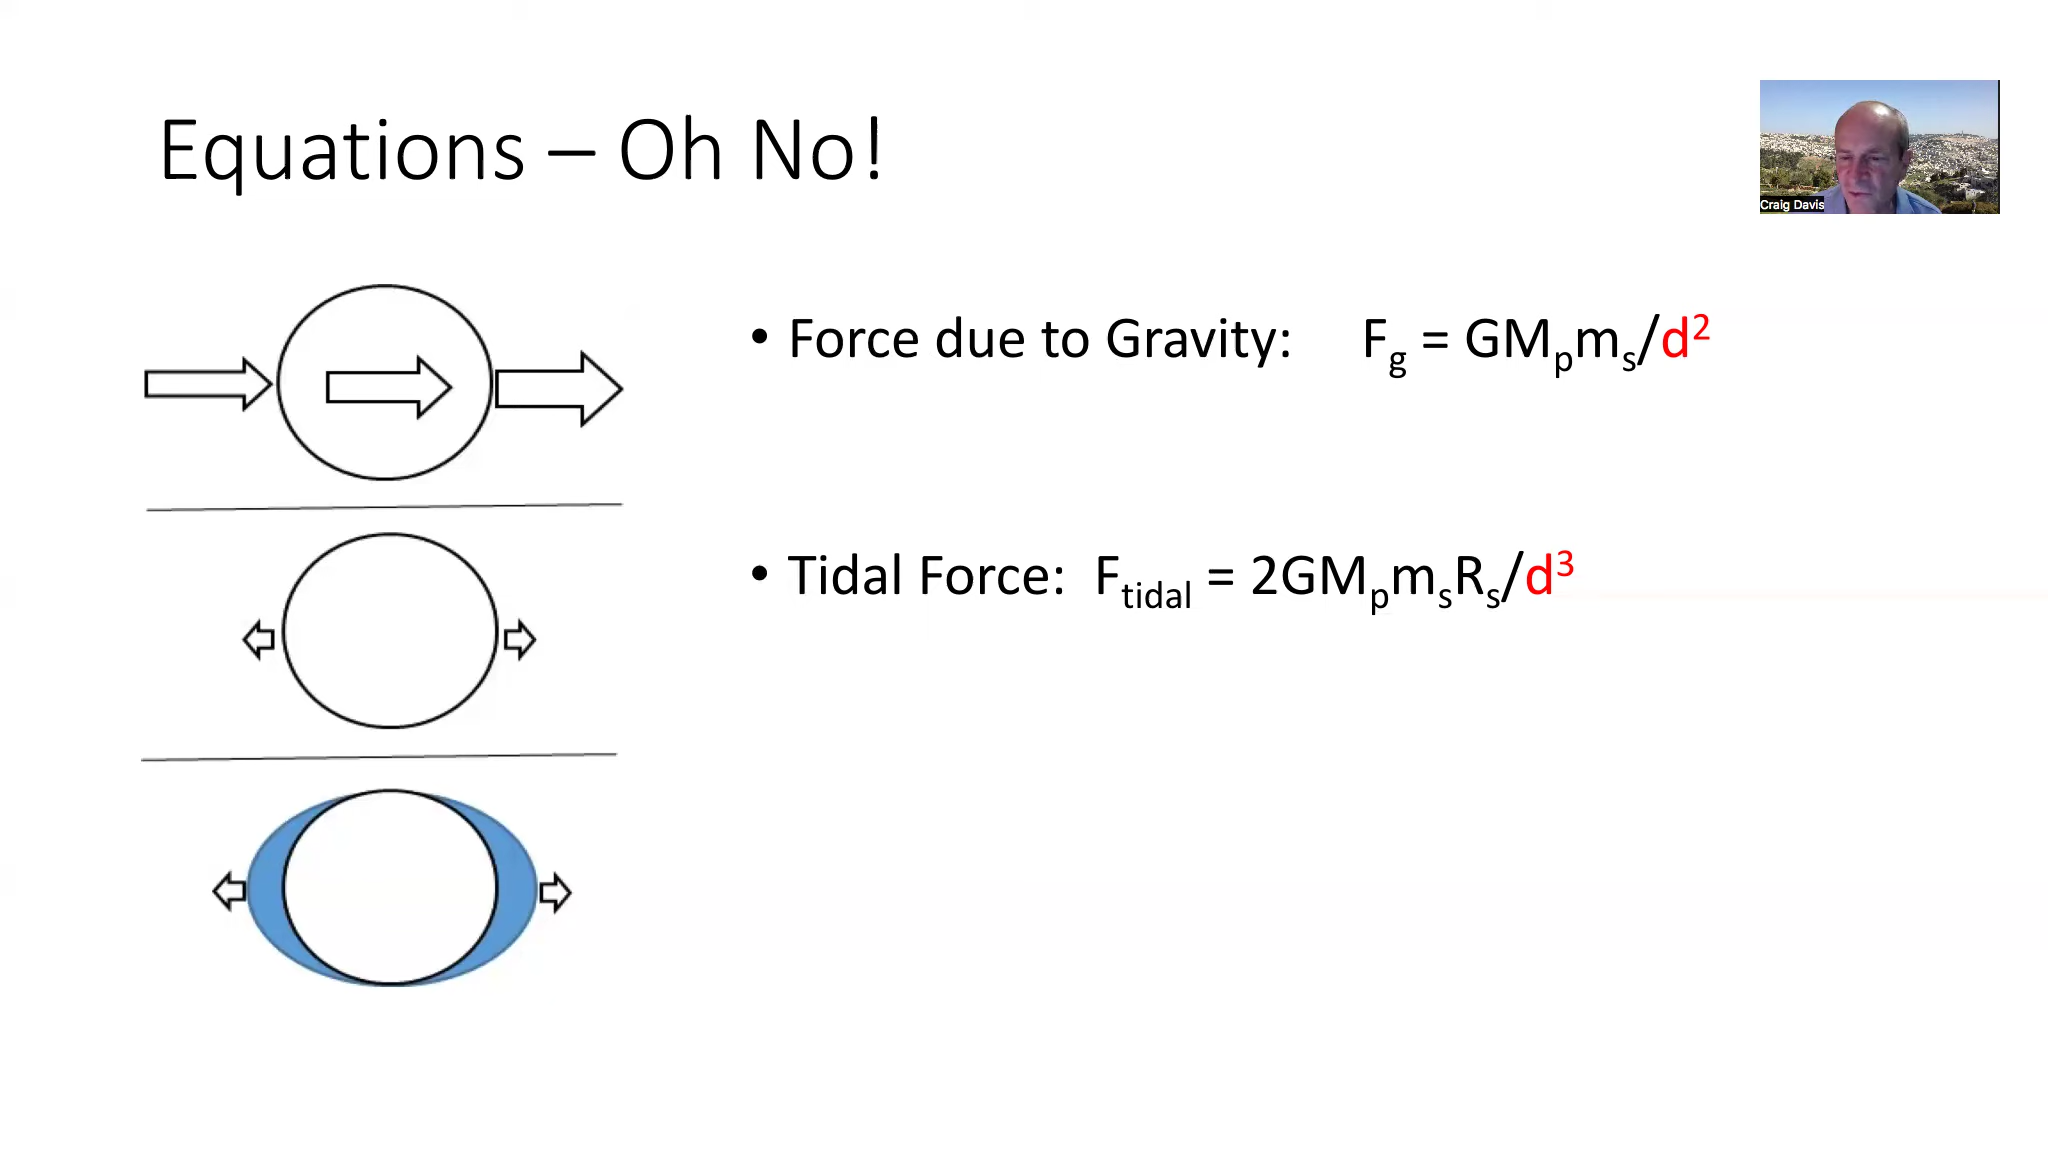 Equations – Oh No!
Craig Davis
• Force due to Gravity: F_g = GM_pm_s/d²
• Tidal Force: F_tidal = 2GM_pm_sR_s/d³